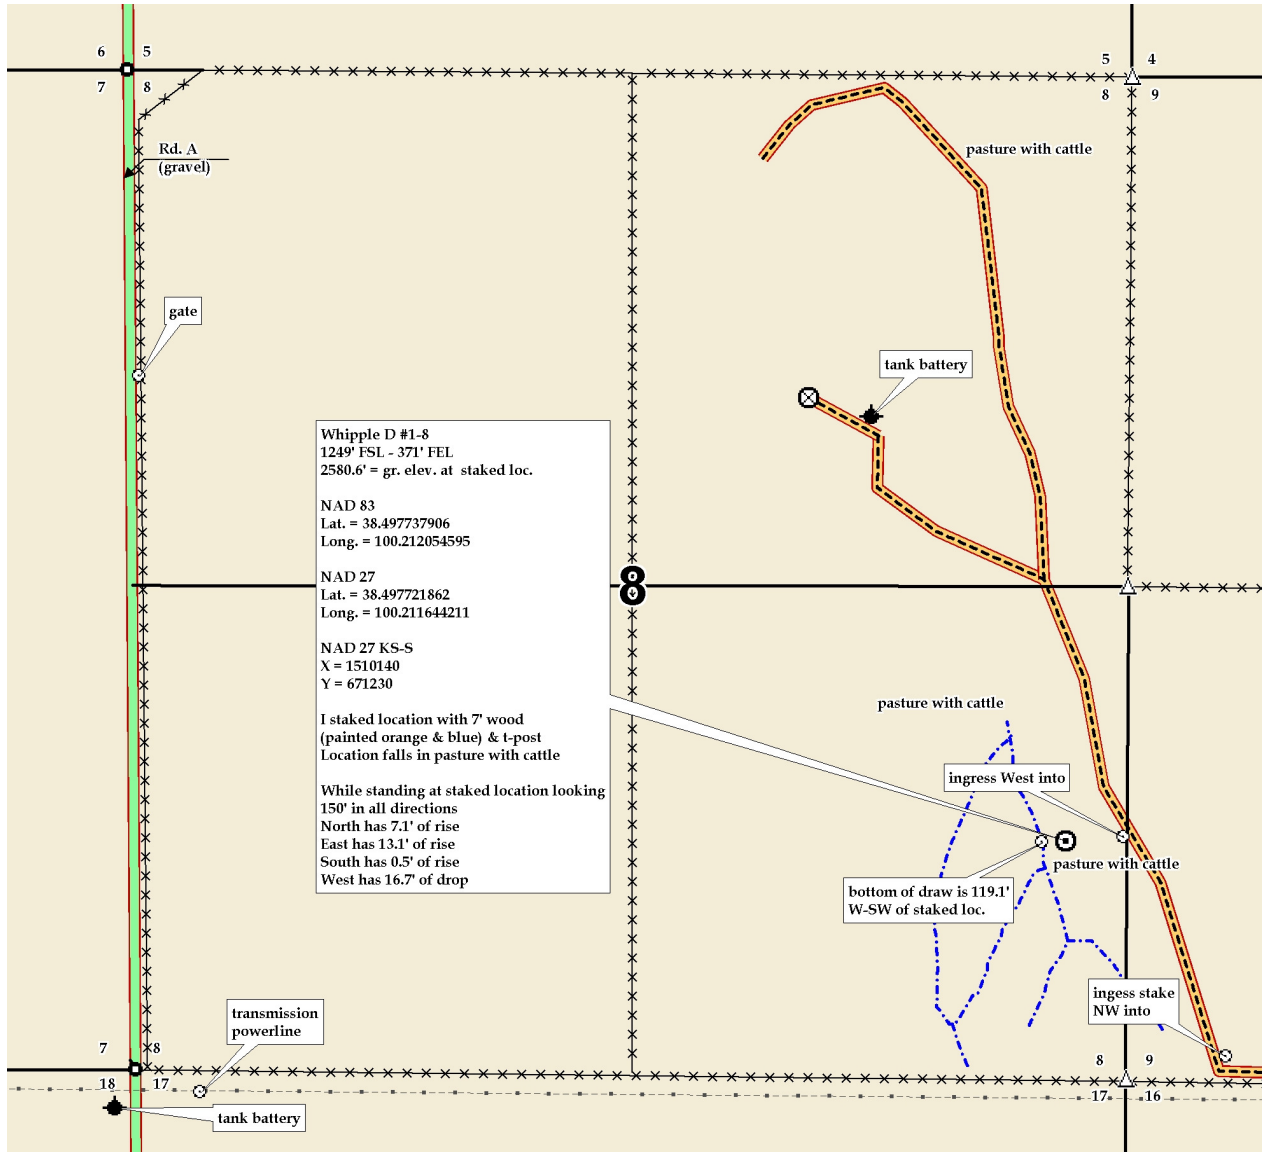 6 5
5 4
7 8
8 9
Rd. A
(gravel)
pasture with cattle
gate
tank battery
Whipple D #1-8
1249' FSL - 371' FEL
2580.6' = gr. elev. at staked loc.
NAD 83
Lat. = 38.497737906
Long. = 100.212054595
NAD 27
Lat. = 38.497721862
Long. = 100.211644211
NAD 27 KS-S
X = 1510140
Y = 671230
I staked location with 7' wood
(painted orange & blue) & t-post
Location falls in pasture with cattle
While standing at staked location looking
150' in all directions
North has 7.1' of rise
East has 13.1' of rise
South has 0.5' of rise
West has 16.7' of drop
8
pasture with cattle
ingress West into
pasture with cattle
bottom of draw is 119.1'
W-SW of staked loc.
ingess stake
NW into
transmission
powerline
7 8
8 9
18 17
17 16
tank battery